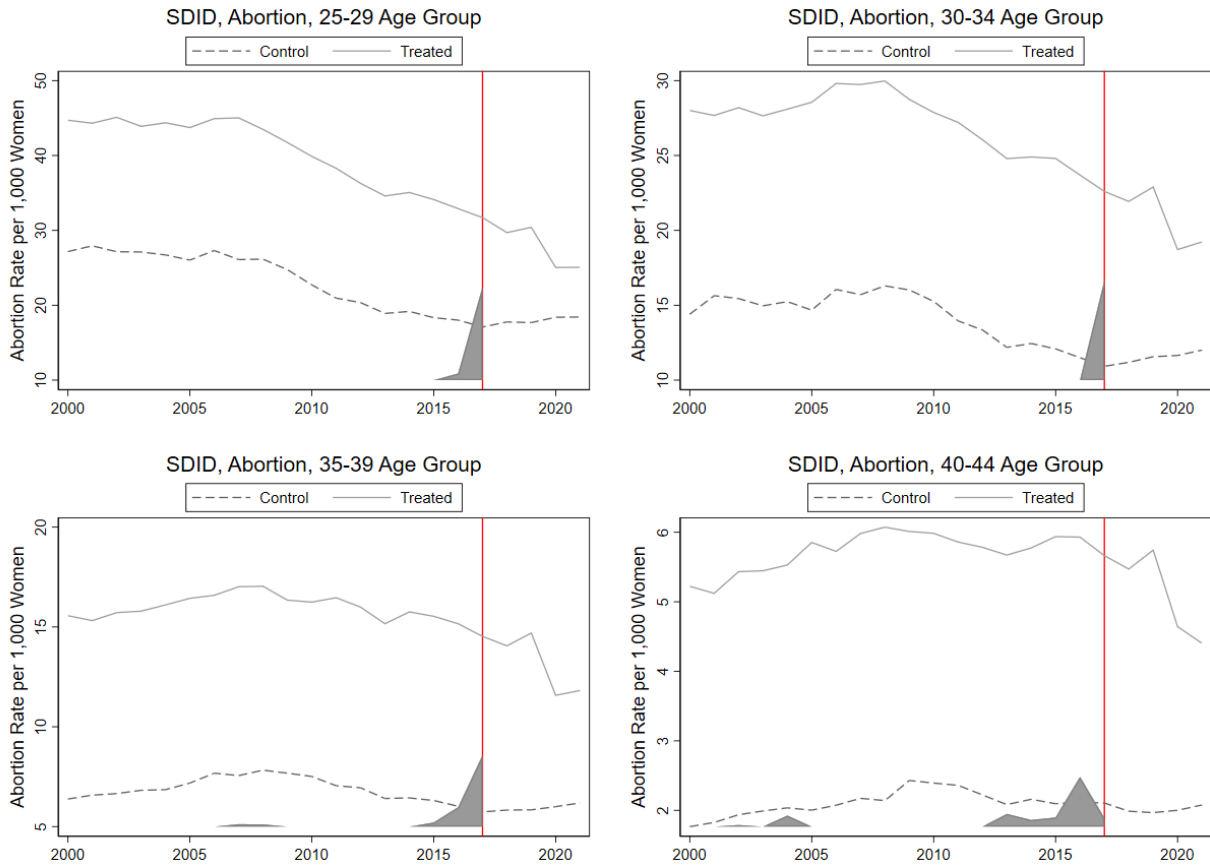 SDID, Abortion, 25-29 Age Group
Control Treated
Abortion Rate per 1,000 Women
50
40
30
20
10
2000 2005 2010 2015 2020
SDID, Abortion, 30-34 Age Group
Control Treated
Abortion Rate per 1,000 Women
30
25
20
15
10
2000 2005 2010 2015 2020
SDID, Abortion, 35-39 Age Group
Control Treated
Abortion Rate per 1,000 Women
20
15
10
5
2000 2005 2010 2015 2020
SDID, Abortion, 40-44 Age Group
Control Treated
Abortion Rate per 1,000 Women
6
5
4
3
2
2000 2005 2010 2015 2020